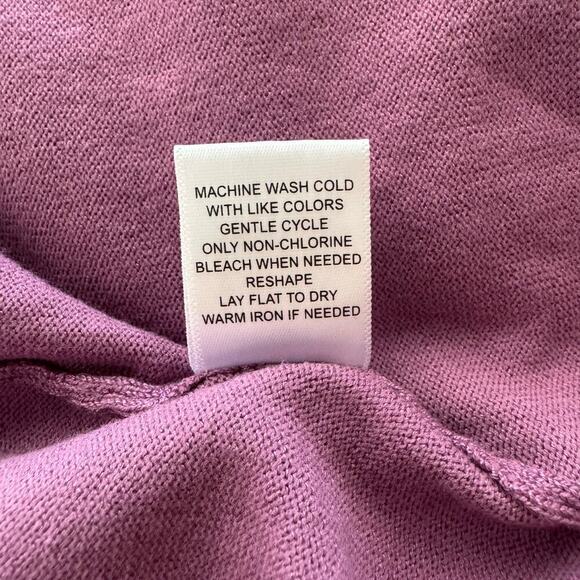 MACHINE WASH COLD
WITH LIKE COLORS
GENTLE CYCLE
ONLY NON-CHLORINE
BLEACH WHEN NEEDED
RESHAPE
LAY FLAT TO DRY
WARM IRON IF NEEDED